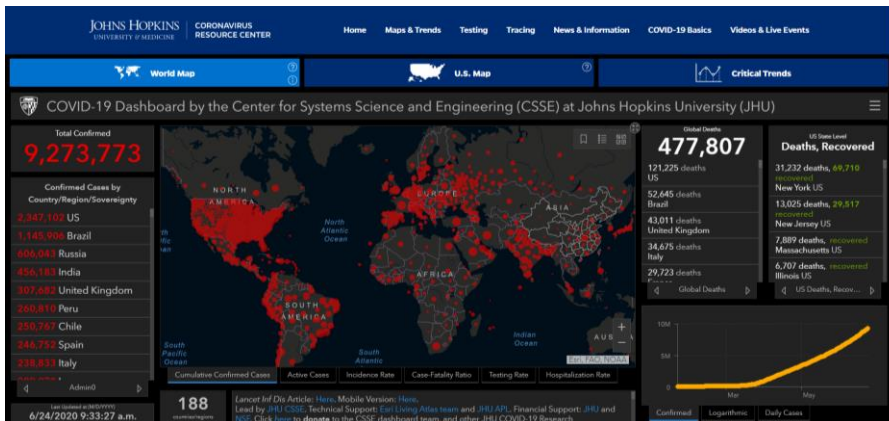 JOHNS HOPKINS
UNIVERSITY & MEDICINE
CORONAVIRUS
RESOURCE CENTER
Home
Maps & Trends
Testing
Tracing
News & Information
COVID-19 Basics
Videos & Live Events
World Map
U.S. Map
Critical Trends
COVID-19 Dashboard by the Center for Systems Science and Engineering (CSSE) at Johns Hopkins University (JHU)
Total Confirmed
9,273,773
Confirmed Cases by
Country/Region/Sovereignty
2,347,102 US
1,145,906 Brazil
606,043 Russia
456,183 India
307,682 United Kingdom
260,810 Peru
250,767 Chile
246,752 Spain
238,833 Italy
Admin0
Last Updated at (M/D/YYYY)
6/24/2020 9:33:27 a.m.
NORTH
AMERICA
North
Atlantic
Ocean
EUROPE
ASIA
AFRICA
SOUTH
AMERICA
Indian
Ocean
AUS
South
Pacific
Ocean
South
Atlantic
Esri, FAO, NOAA
Cumulative Confirmed Cases
Active Cases
Incidence Rate
Case-Fatality Ratio
Testing Rate
Hospitalization Rate
188
countries/regions
Lancet Inf Dis Article: Here. Mobile Version: Here.
Lead by JHU CSSE. Technical Support: Esri Living Atlas team and JHU APL. Financial Support: JHU and
NSF. Click here to donate to the CSSE dashboard team, and other JHU COVID-19 Research
Global Deaths
477,807
121,225 deaths
US
52,645 deaths
Brazil
43,011 deaths
United Kingdom
34,675 deaths
Italy
29,723 deaths
Global Deaths
US State Level
Deaths, Recovered
31,232 deaths, 69,710
recovered
New York US
13,025 deaths, 29,517
recovered
New Jersey US
7,889 deaths, recovered
Massachusetts US
6,707 deaths, recovered
Illinois US
US Deaths, Recov...
10M
5M
0
Mar
May
Confirmed
Logarithmic
Daily Cases